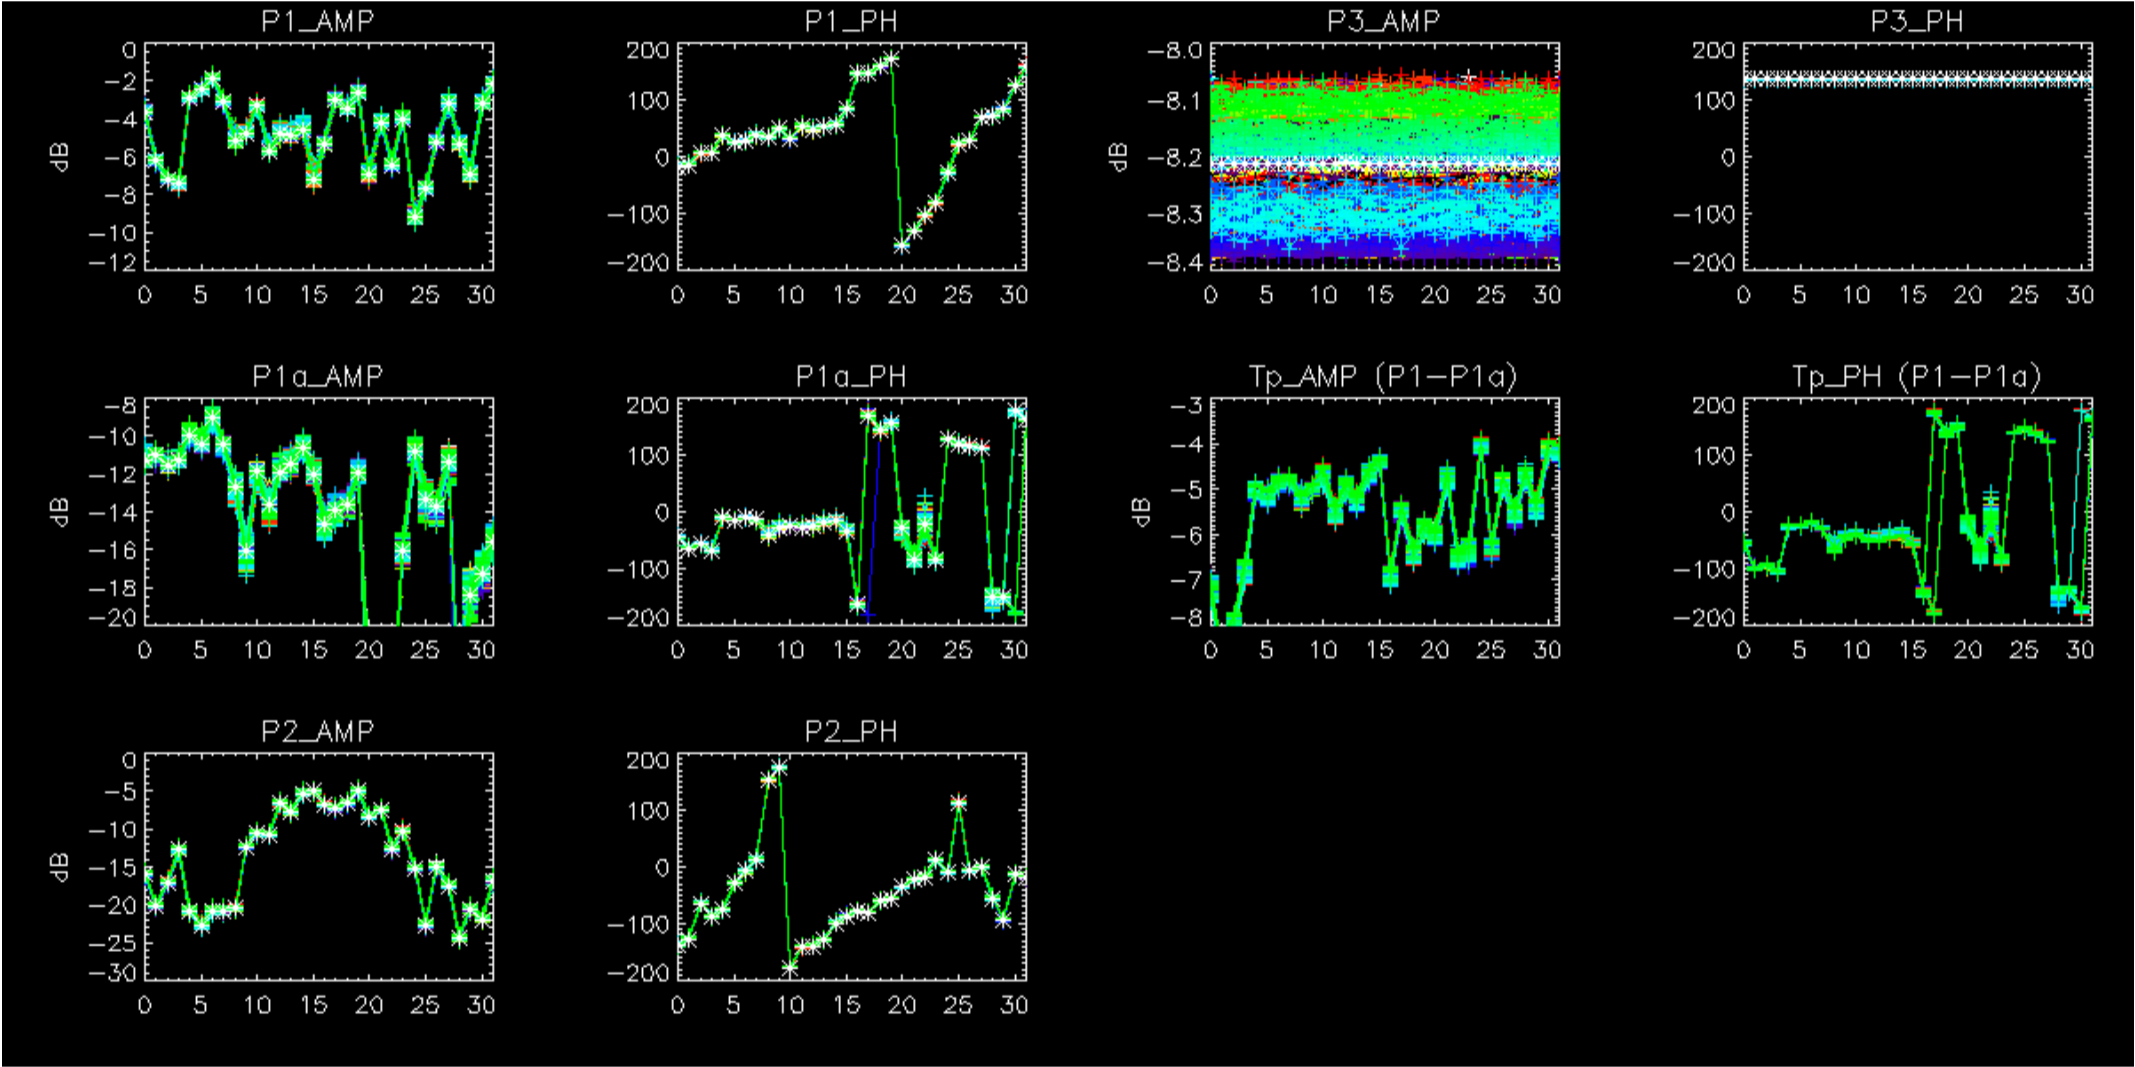 P1_AMP P1_PH P3_AMP P3_PH
dB 0 −2 −4 −6 −8 −10 −12
0 5 10 15 20 25 30
200 100 0 −100 −200
0 5 10 15 20 25 30
dB −8.0 −8.1 −8.2 −8.3 −8.4
0 5 10 15 20 25 30
200 100 0 −100 −200
0 5 10 15 20 25 30
P1a_AMP P1a_PH Tp_AMP (P1−P1a) Tp_PH (P1−P1a)
dB −8 −10 −12 −14 −16 −18 −20
0 5 10 15 20 25 30
200 100 0 −100 −200
0 5 10 15 20 25 30
dB −3 −4 −5 −6 −7 −8
0 5 10 15 20 25 30
200 100 0 −100 −200
0 5 10 15 20 25 30
P2_AMP P2_PH
dB 0 −5 −10 −15 −20 −25 −30
0 5 10 15 20 25 30
200 100 0 −100 −200
0 5 10 15 20 25 30